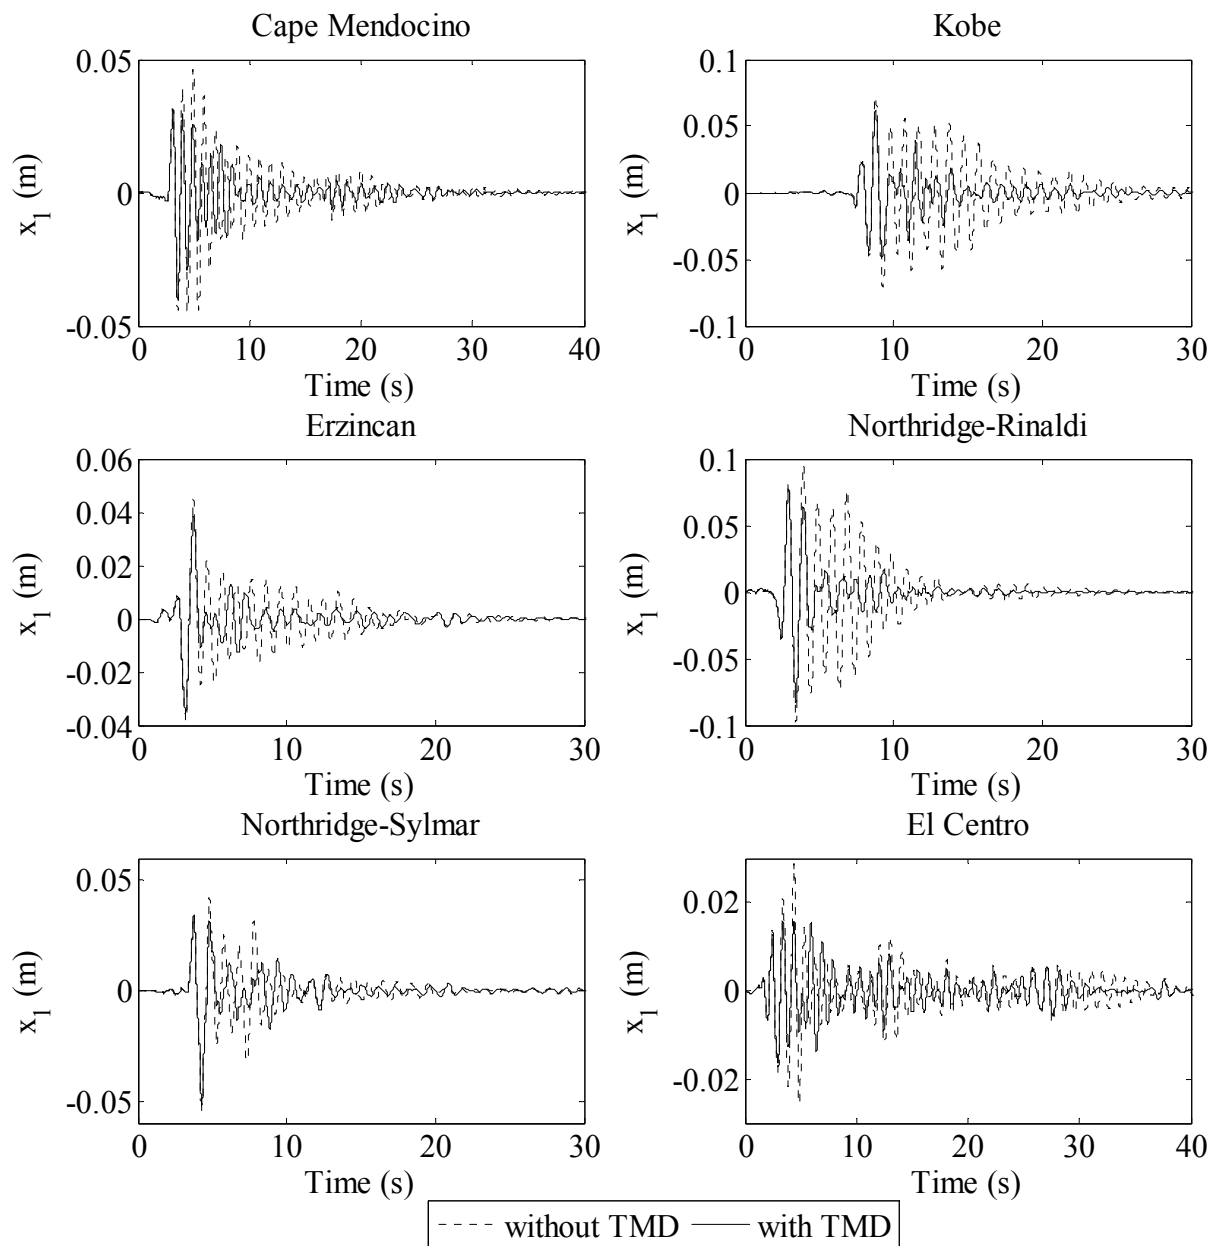 Cape Mendocino
0.05
0
-0.05
x1 (m)
0 10 20 30 40
Time (s)
Kobe
0.1
0.05
0
-0.05
-0.1
x1 (m)
0 10 20 30
Time (s)
Erzincan
0.06
0.04
0.02
0
-0.02
-0.04
x1 (m)
0 10 20 30
Time (s)
Northridge-Rinaldi
0.1
0.05
0
-0.05
-0.1
x1 (m)
0 10 20 30
Time (s)
Northridge-Sylmar
0.05
0
-0.05
x1 (m)
0 10 20 30
Time (s)
El Centro
0.02
0
-0.02
x1 (m)
0 10 20 30 40
Time (s)
without TMD with TMD